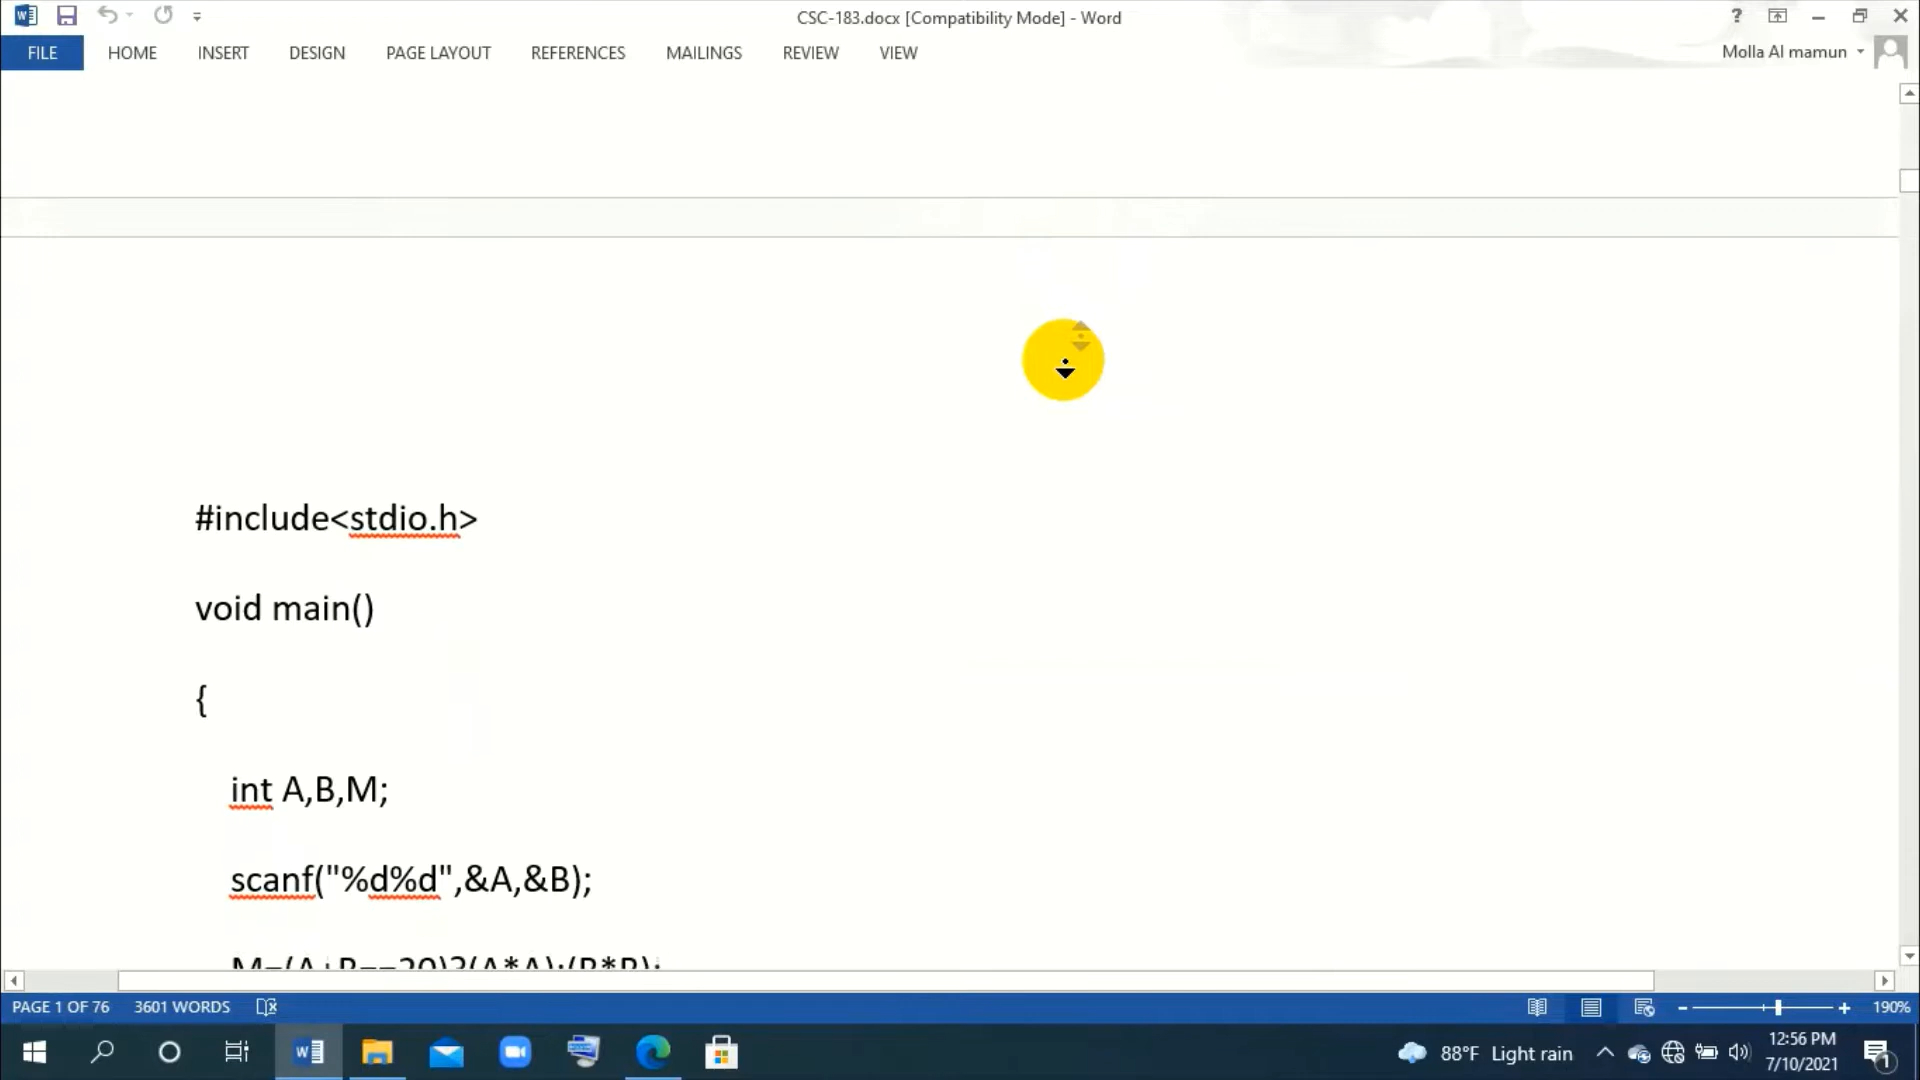 CSC-183.docx [Compatibility Mode] - Word
?
FILE HOME INSERT DESIGN PAGE LAYOUT REFERENCES MAILINGS REVIEW VIEW
Molla Al mamun
#include<stdio.h>
void main()
{
int A,B,M;
scanf("%d%d",&A,&B);
M=(A+B==20)?(A*A):(B*B);
PAGE 1 OF 76 3601 WORDS
190%
88°F Light rain
12:56 PM
7/10/2021
1